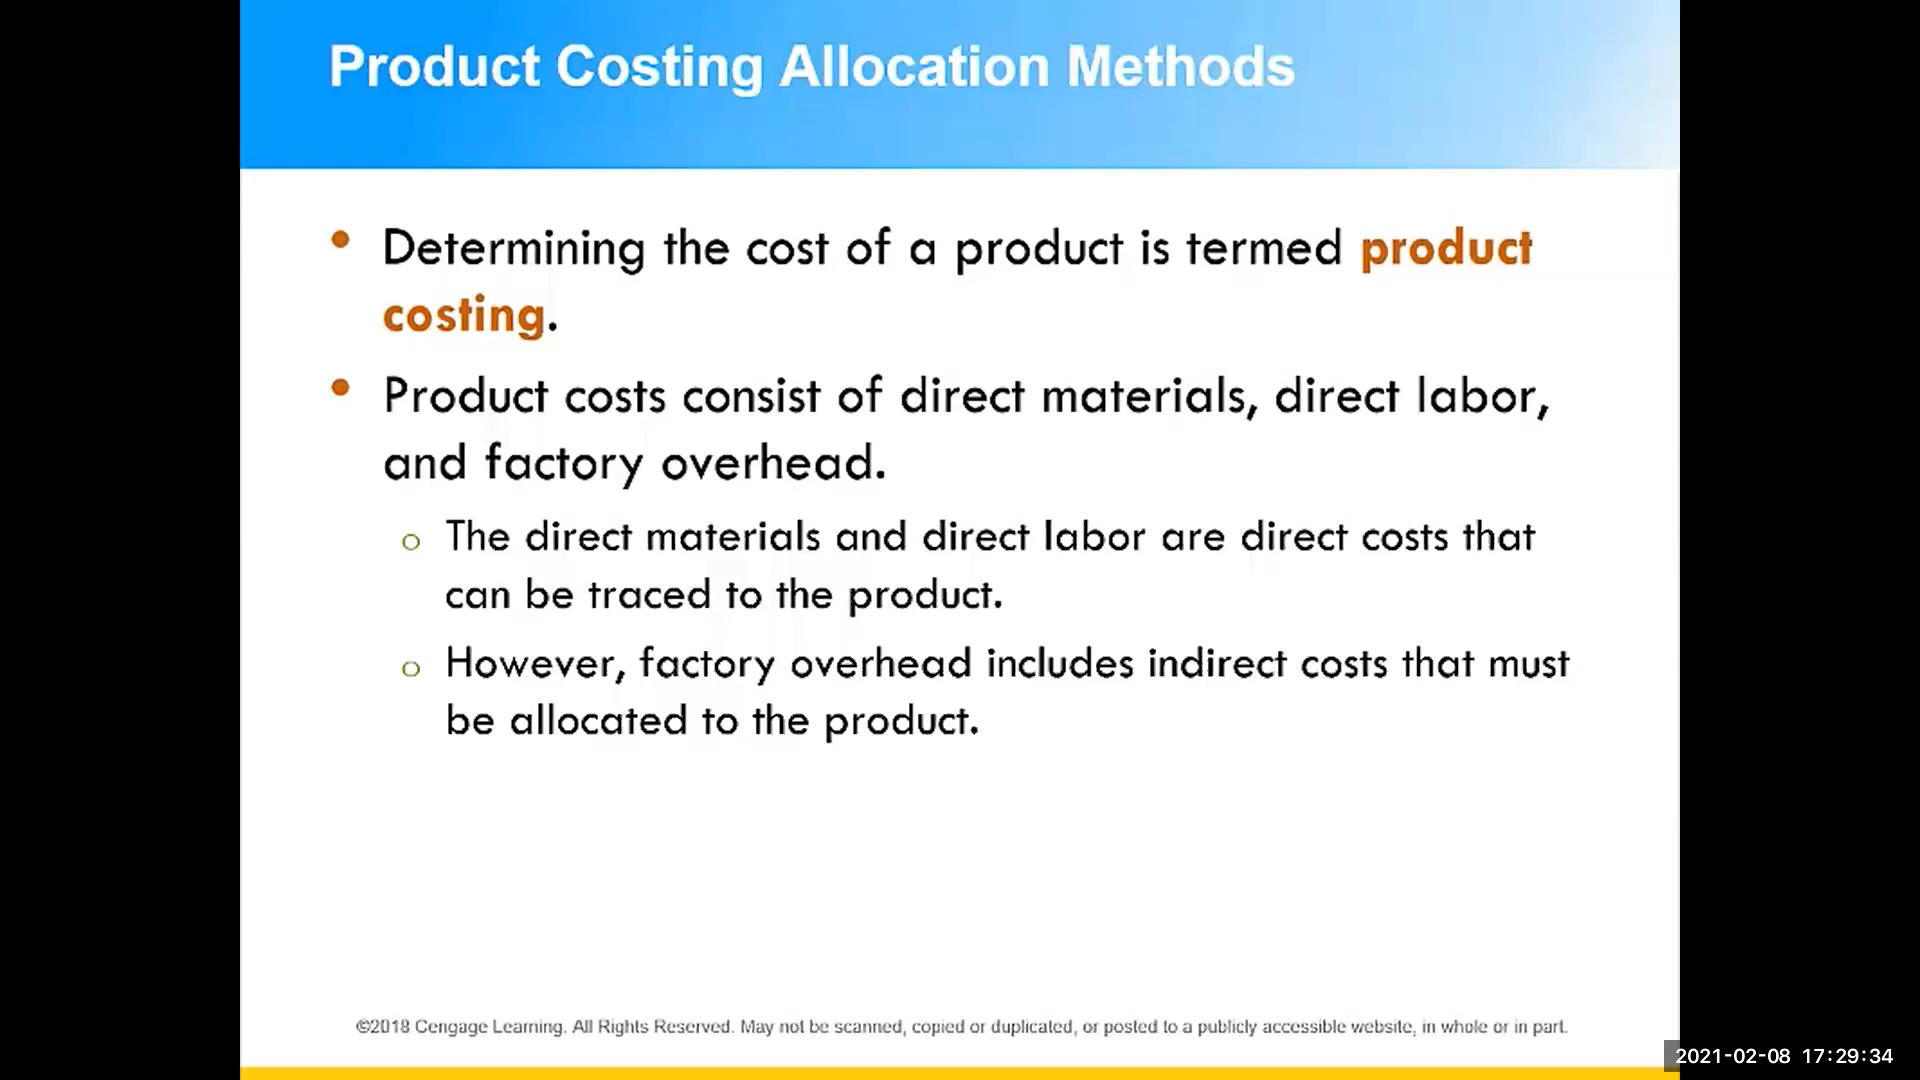 Product Costing Allocation Methods
• Determining the cost of a product is termed product
costing.
• Product costs consist of direct materials, direct labor,
and factory overhead.
o The direct materials and direct labor are direct costs that
can be traced to the product.
o However, factory overhead includes indirect costs that must
be allocated to the product.
©2018 Cengage Learning. All Rights Reserved. May not be scanned, copied or duplicated, or posted to a publicly accessible website, in whole or in part.
2021-02-08 17:29:34